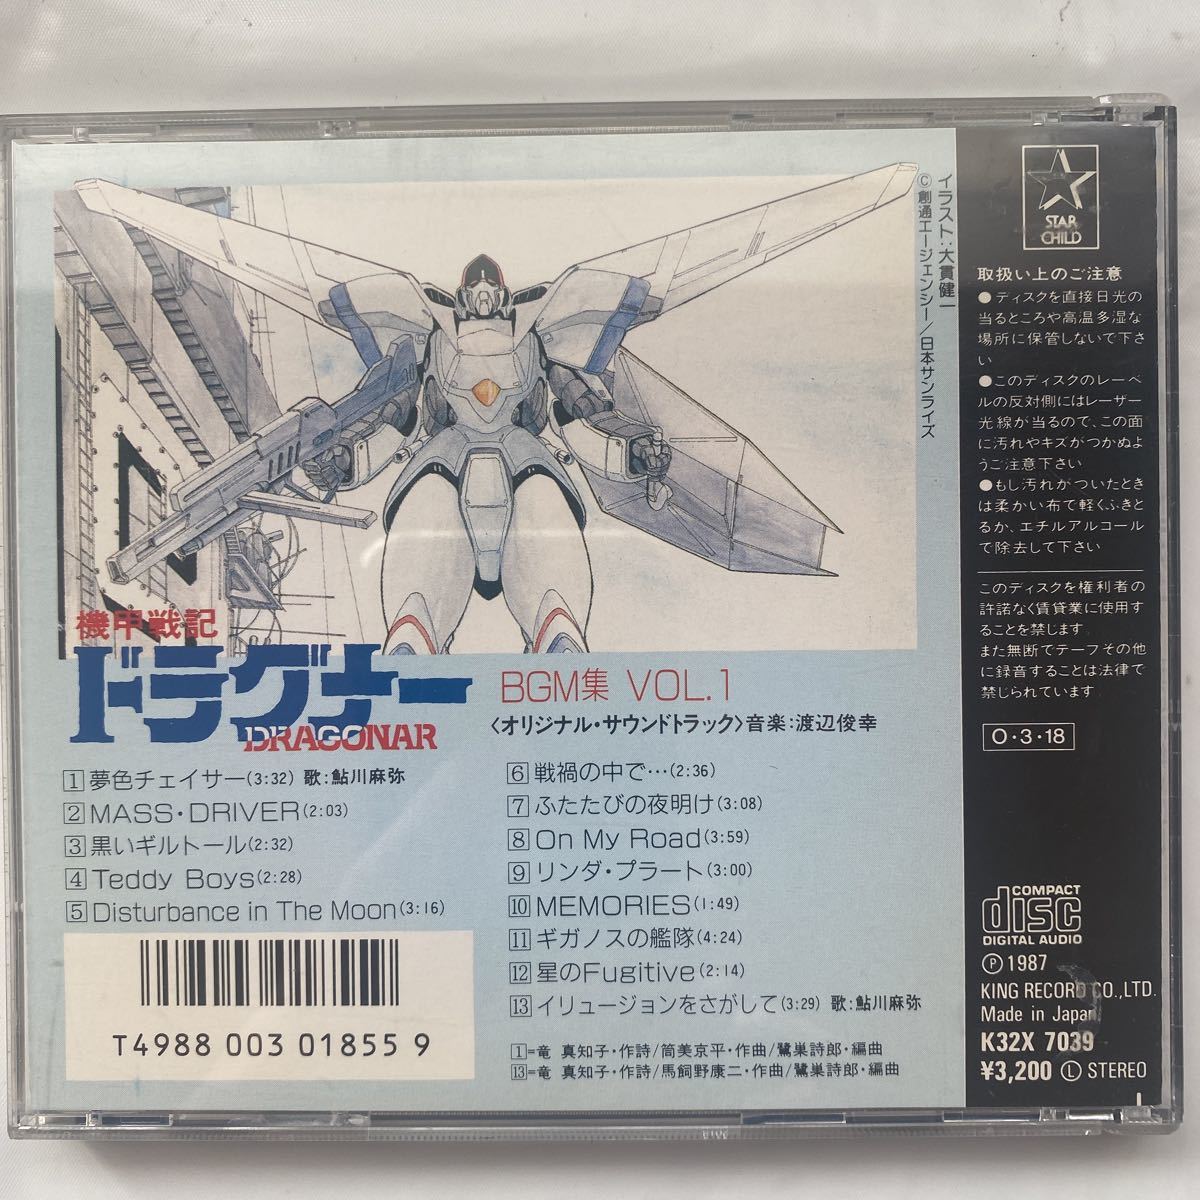 イラスト:大貫健一
©創通エージェンシー/日本サンライズ
機甲戦記
ドラグナー
DRAGONAR
BGM集 VOL.1
〈オリジナル・サウンドトラック〉音楽:渡辺俊幸
1 夢色チェイサー(3:32) 歌:鮎川麻弥
2 MASS・DRIVER(2:03)
3 黒いギルトール(2:32)
4 Teddy Boys(2:28)
5 Disturbance in The Moon(3:16)
6 戦禍の中で…(2:36)
7 ふたたびの夜明け(3:08)
8 On My Road(3:59)
9 リンダ・プラート(3:00)
10 MEMORIES(1:49)
11 ギガノスの艦隊(4:24)
12 星のFugitive(2:14)
13 イリュージョンをさがして(3:29) 歌:鮎川麻弥
1=竜 真知子・作詩/筒美京平・作曲/鷺巣詩郎・編曲
13=竜 真知子・作詩/馬飼野康二・作曲/鷺巣詩郎・編曲
T4988 003 01855 9
STAR
CHILD
取扱い上のご注意
●ディスクを直接日光の
当るところや高温多湿な
場所に保管しないで下さ
い
●このディスクのレーベ
ルの反対側にはレーザー
光線が当るので、この面
に汚れやキズがつかぬよ
うご注意下さい
●もし汚れがついたとき
は柔かい布で軽くふきと
るか、エチルアルコール
で除去して下さい
このディスクを権利者の
許諾なく賃貸業に使用す
ることを禁じます
また無断でテープその他
に録音することは法律で
禁じられています
O・3・18
COMPACT
disc
DIGITAL AUDIO
Ⓟ1987
KING RECORD CO.,LTD.
Made in Japan.
K32X 7039
¥3,200 Ⓛ STEREO